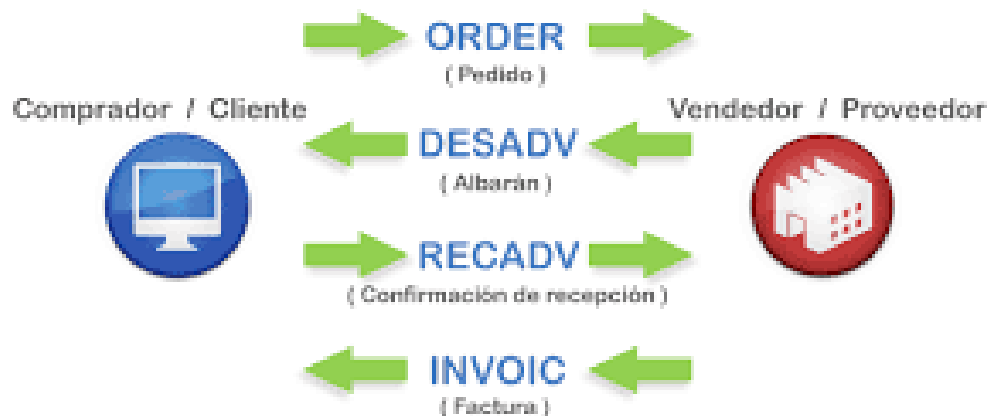 ORDER
( Pedido )
Comprador / Cliente
Vendedor / Proveedor
DESADV
( Albarán )
RECADV
( Confirmación de recepción )
INVOIC
( Factura )